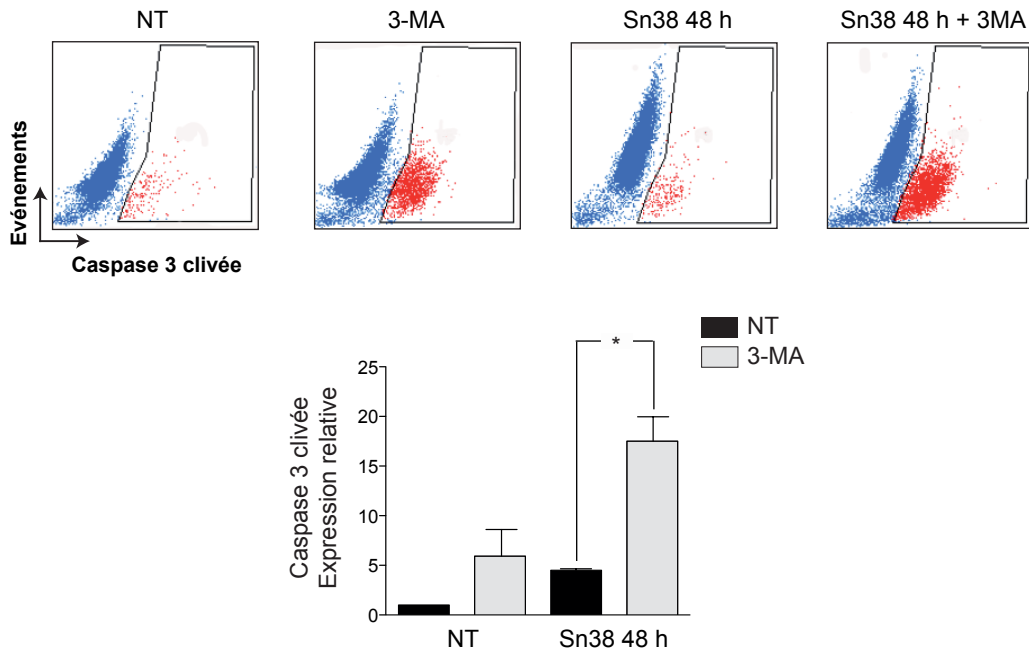 NT
3-MA
Sn38 48 h
Sn38 48 h + 3MA
Evénements
Caspase 3 clivée
NT
3-MA
*
Caspase 3 clivée
Expression relative
25
20
15
10
5
0
NT
Sn38 48 h